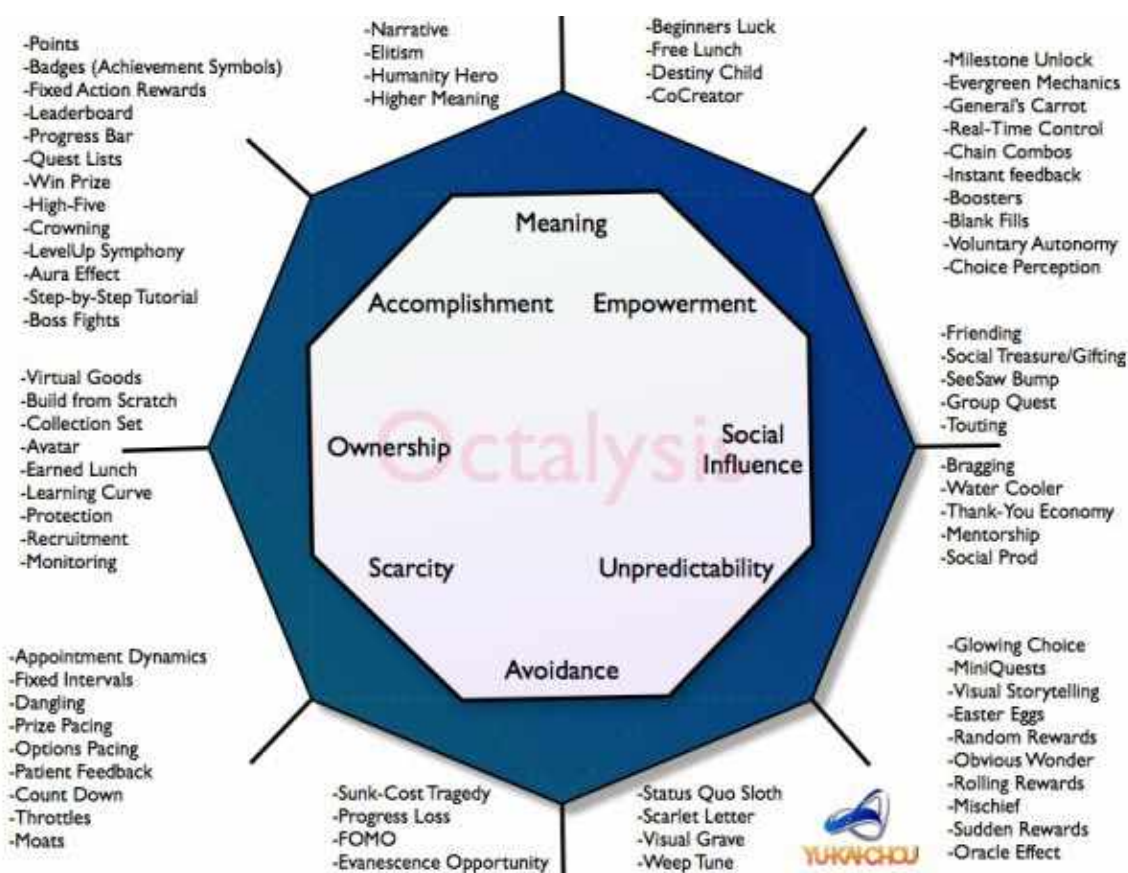 -Points
-Badges (Achievement Symbols)
-Fixed Action Rewards
-Leaderboard
-Progress Bar
-Quest Lists
-Win Prize
-High-Five
-Crowning
-LevelUp Symphony
-Aura Effect
-Step-by-Step Tutorial
-Boss Fights
-Narrative
-Elitism
-Humanity Hero
-Higher Meaning
-Beginners Luck
-Free Lunch
-Destiny Child
-CoCreator
-Milestone Unlock
-Evergreen Mechanics
-General's Carrot
-Real-Time Control
-Chain Combos
-Instant feedback
-Boosters
-Blank Fills
-Voluntary Autonomy
-Choice Perception
Meaning
Accomplishment
Empowerment
Ownership
Octalysis
Social
Influence
Scarcity
Unpredictability
Avoidance
-Virtual Goods
-Build from Scratch
-Collection Set
-Avatar
-Earned Lunch
-Learning Curve
-Protection
-Recruitment
-Monitoring
-Friending
-Social Treasure/Gifting
-SeeSaw Bump
-Group Quest
-Touting
-Bragging
-Water Cooler
-Thank-You Economy
-Mentorship
-Social Prod
-Appointment Dynamics
-Fixed Intervals
-Dangling
-Prize Pacing
-Options Pacing
-Patient Feedback
-Count Down
-Throttles
-Moats
-Sunk-Cost Tragedy
-Progress Loss
-FOMO
-Evanescence Opportunity
-Status Quo Sloth
-Scarlet Letter
-Visual Grave
-Weep Tune
YU-KAI CHOU
-Glowing Choice
-MiniQuests
-Visual Storytelling
-Easter Eggs
-Random Rewards
-Obvious Wonder
-Rolling Rewards
-Mischief
-Sudden Rewards
-Oracle Effect